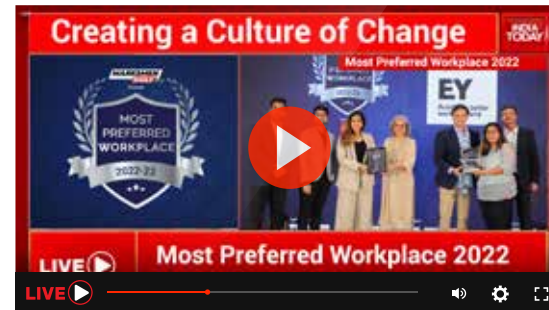 Creating a Culture of Change
INDIA
TODAY
Most Preferred Workplace 2022
MOST
PREFERRED
WORKPLACE
2022-23
EY
LIVE
Most Preferred Workplace 2022
LIVE